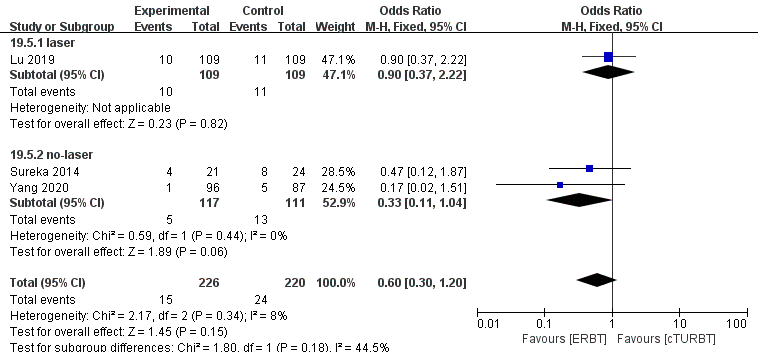 Experimental Control Odds Ratio Odds Ratio
Study or Subgroup Events Total Events Total Weight M-H, Fixed, 95% CI M-H, Fixed, 95% CI
19.5.1 laser
Lu 2019 10 109 11 109 47.1% 0.90 [0.37, 2.22]
Subtotal (95% CI) 109 109 47.1% 0.90 [0.37, 2.22]
Total events 10 11
Heterogeneity: Not applicable
Test for overall effect: Z = 0.23 (P = 0.82)
19.5.2 no-laser
Sureka 2014 4 21 8 24 28.5% 0.47 [0.12, 1.87]
Yang 2020 1 96 5 87 24.5% 0.17 [0.02, 1.51]
Subtotal (95% CI) 117 111 52.9% 0.33 [0.11, 1.04]
Total events 5 13
Heterogeneity: Chi² = 0.59, df = 1 (P = 0.44); I² = 0%
Test for overall effect: Z = 1.89 (P = 0.06)
Total (95% CI) 226 220 100.0% 0.60 [0.30, 1.20]
Total events 15 24
Heterogeneity: Chi² = 2.17, df = 2 (P = 0.34); I² = 8%
Test for overall effect: Z = 1.45 (P = 0.15)
Test for subgroup differences: Chi² = 1.80, df = 1 (P = 0.18), I² = 44.5%
0.01 0.1 1 10 100
Favours [ERBT] Favours [cTURBT]